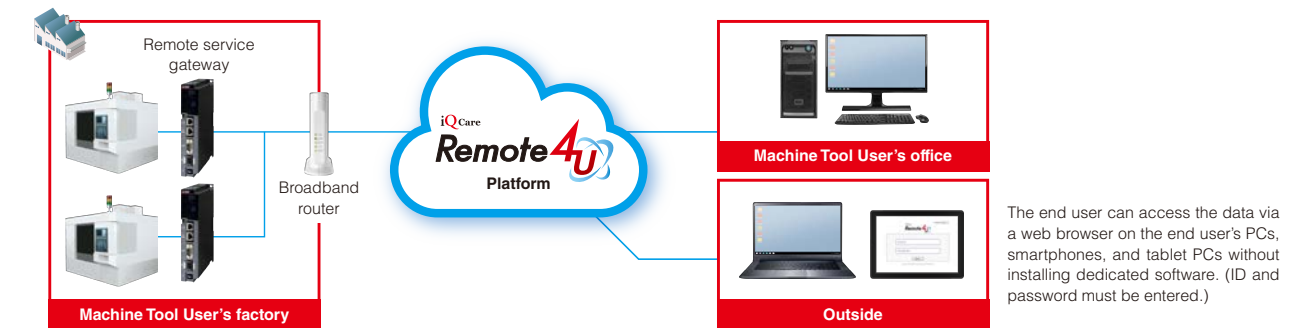 Remote service
gateway
Broadband
router
Machine Tool User's factory
iQ Care
Remote4U
Platform
Machine Tool User's office
Remote4U
Outside
The end user can access the data via
a web browser on the end user's PCs,
smartphones, and tablet PCs without
installing dedicated software. (ID and
password must be entered.)